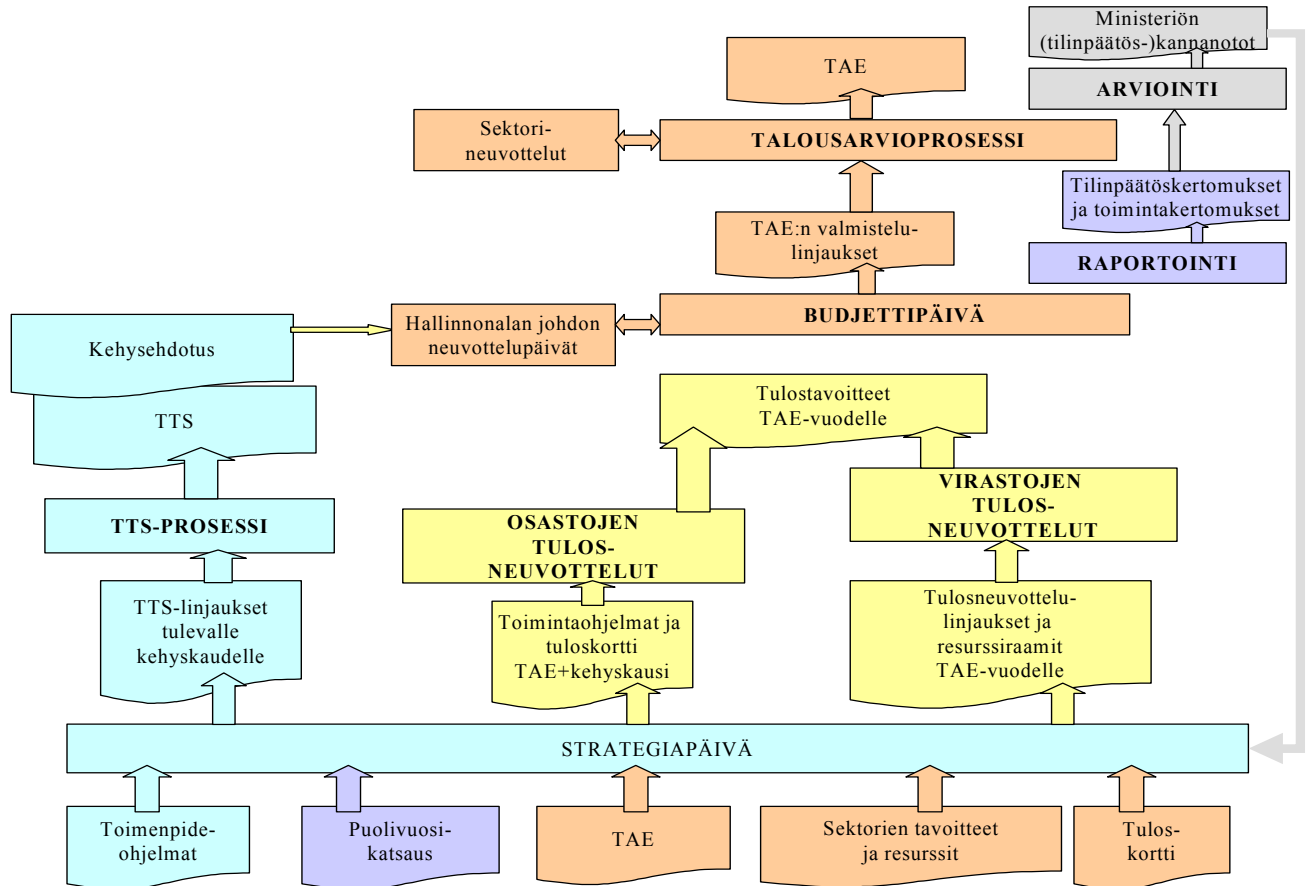 Ministeriön
(tilinpäätös-)kannanotot
ARVIOINTI
TAE
Sektori-
neuvottelut
TALOUSARVIOPROSESSI
Tilinpäätöskertomukset
ja toimintakertomukset
TAE:n valmistelu-
linjaukset
RAPORTOINTI
Kehysehdotus
Hallinnonalan johdon
neuvottelupäivät
BUDJETTIPÄIVÄ
TTS
Tulostavoitteet
TAE-vuodelle
TTS-PROSESSI
OSASTOJEN
TULOS-
NEUVOTTELUT
VIRASTOJEN
TULOS-
NEUVOTTELUT
TTS-linjaukset
tulevalle
kehyskaudelle
Toimintaohjelmat ja
tuloskortti
TAE+kehyskausi
Tulosneuvottelu-
linjaukset ja
resurssiraamit
TAE-vuodelle
STRATEGIAPÄIVÄ
Toimenpide-
ohjelmat
Puolivuosi-
katsaus
TAE
Sektorien tavoitteet
ja resurssit
Tulos-
kortti